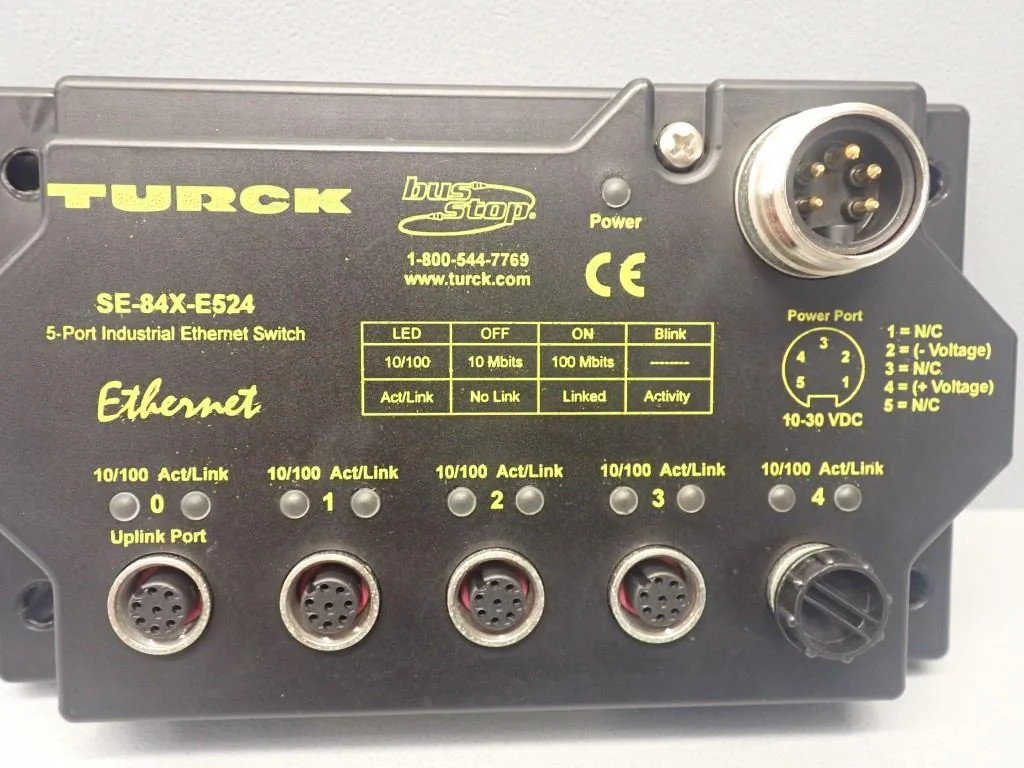 TURCK
bus
stop®
Power
1-800-544-7769
www.turck.com
CE
SE-84X-E524
5-Port Industrial Ethernet Switch
Ethernet
LED OFF ON Blink
10/100 10 Mbits 100 Mbits -------
Act/Link No Link Linked Activity
Power Port
3
4 2
5 1
10-30 VDC
1 = N/C
2 = (- Voltage)
3 = N/C
4 = (+ Voltage)
5 = N/C
10/100 Act/Link
0
Uplink Port
10/100 Act/Link
1
10/100 Act/Link
2
10/100 Act/Link
3
10/100 Act/Link
4